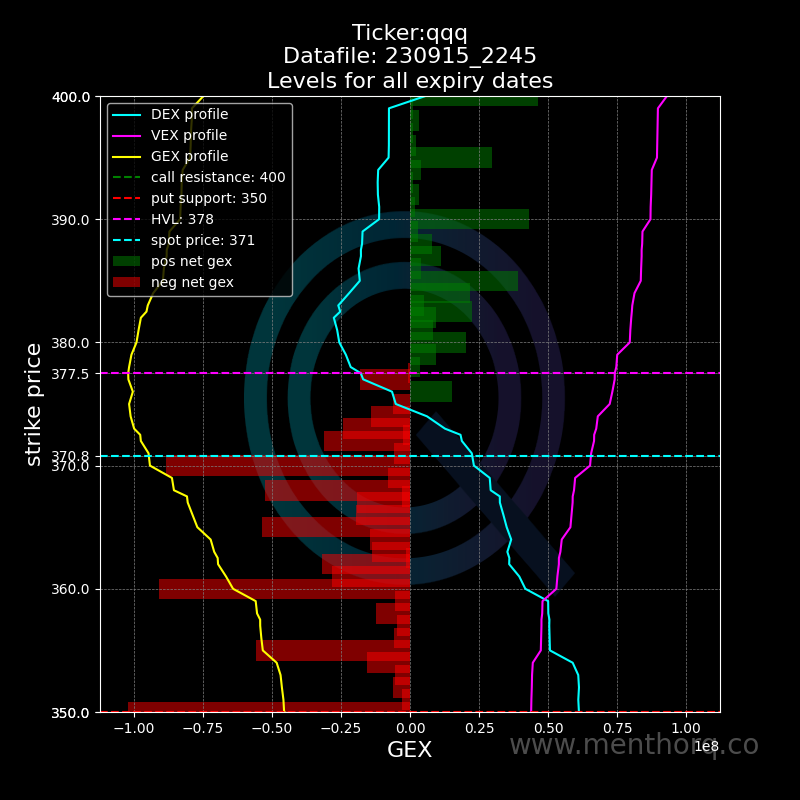 Ticker:qqq
Datafile: 230915_2245
Levels for all expiry dates
DEX profile
VEX profile
GEX profile
call resistance: 400
put support: 350
HVL: 378
spot price: 371
pos net gex
neg net gex
strike price
400.0
390.0
380.0
377.5
370.8
370.0
360.0
350.0
−1.00 −0.75 −0.50 −0.25 0.00 0.25 0.50 0.75 1.00
1e8
GEX
www.menthorq.co